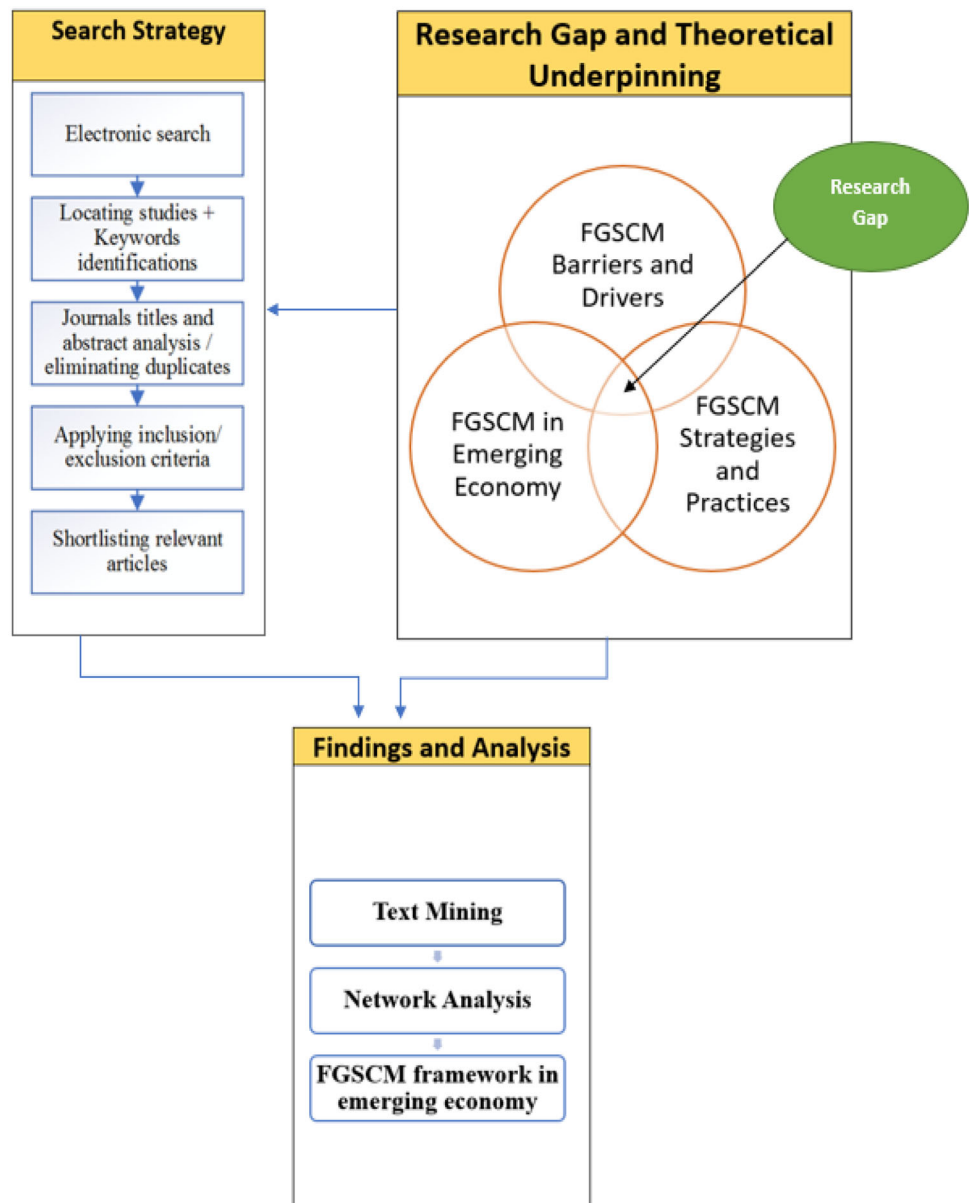 Search Strategy
Electronic search
Locating studies +
Keywords
identifications
Journals titles and
abstract analysis /
eliminating duplicates
Applying inclusion/
exclusion criteria
Shortlisting relevant
articles
Research Gap and Theoretical
Underpinning
Research
Gap
FGSCM
Barriers and
Drivers
FGSCM in
Emerging
Economy
FGSCM
Strategies
and
Practices
Findings and Analysis
Text Mining
Network Analysis
FGSCM framework in
emerging economy